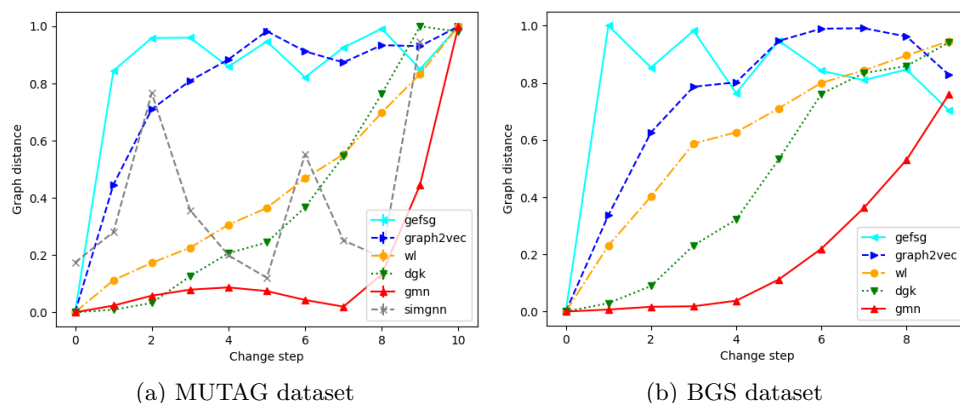 1.0
0.8
0.6
0.4
0.2
0.0
Graph distance
0 2 4 6 8 10
Change step
gefsg
graph2vec
wl
dgk
gmn
simgnn
(a) MUTAG dataset
1.0
0.8
0.6
0.4
0.2
0.0
Graph distance
0 2 4 6 8
Change step
gefsg
graph2vec
wl
dgk
gmn
(b) BGS dataset